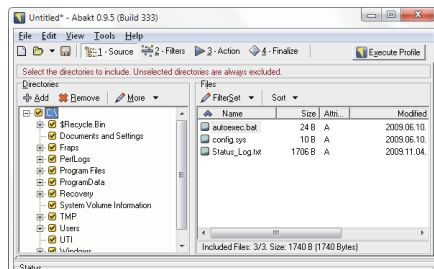 Untitled* - Abakt 0.9.5 (Build 333)
File Edit View Tools Help
1 - Source 2 - Filters 3 - Action 4 - Finalize Execute Profile
Select the directories to include. Unselected directories are always excluded.
Directories
Add Remove More
C:\
$Recycle.Bin
Documents and Settings
Fraps
PerfLogs
Program Files
ProgramData
Recovery
System Volume Information
TMP
Users
UTI
Windows
Files
FilterSet Sort
Name Size Attri... Modified
autoexec.bat 24 B A 2009.06.10.
config.sys 10 B A 2009.06.10.
Status_Log.txt 1706 B A 2009.11.04.
Included Files: 3/3. Size: 1740 B (1740 Bytes)
Status